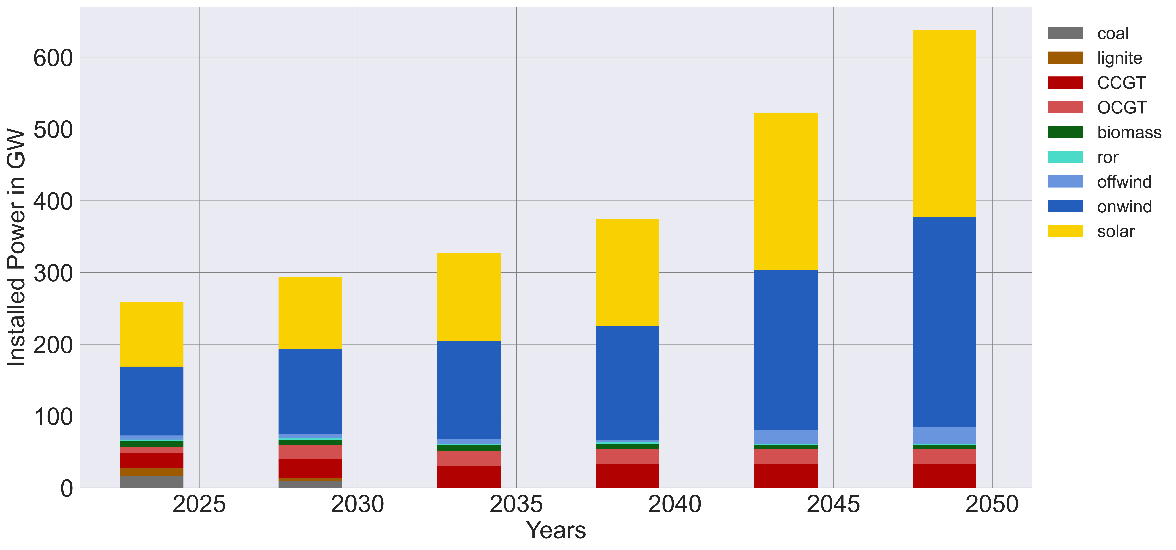 Installed Power in GW
600
500
400
300
200
100
0
2025
2030
2035
2040
2045
2050
Years
coal
lignite
CCGT
OCGT
biomass
ror
offwind
onwind
solar